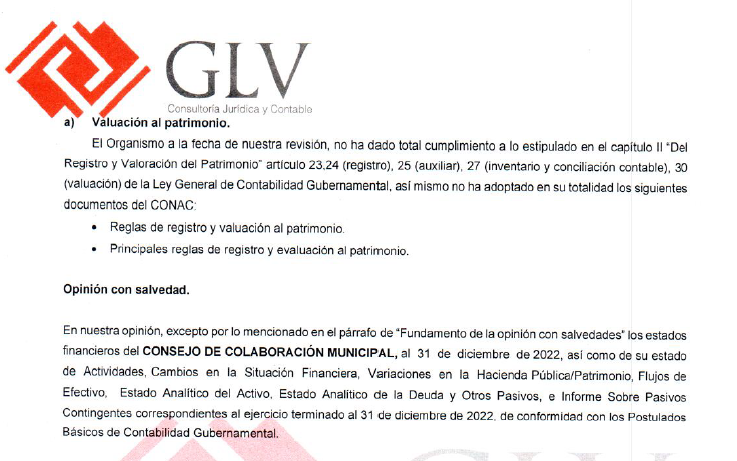 GLV
Consultoría Jurídica y Contable
a) Valuación al patrimonio.
El Organismo a la fecha de nuestra revisión, no ha dado total cumplimiento a lo estipulado en el capítulo II "Del
Registro y Valoración del Patrimonio" artículo 23,24 (registro), 25 (auxiliar), 27 (inventario y conciliación contable), 30
(valuación) de la Ley General de Contabilidad Gubernamental, así mismo no ha adoptado en su totalidad los siguientes
documentos del CONAC:
• Reglas de registro y valuación al patrimonio.
• Principales reglas de registro y evaluación al patrimonio.
Opinión con salvedad.
En nuestra opinión, excepto por lo mencionado en el párrafo de "Fundamento de la opinión con salvedades" los estados
financieros del CONSEJO DE COLABORACIÓN MUNICIPAL, al 31 de diciembre de 2022, así como de su estado
de Actividades, Cambios en la Situación Financiera, Variaciones en la Hacienda Pública/Patrimonio, Flujos de
Efectivo, Estado Analítico del Activo, Estado Analítico de la Deuda y Otros Pasivos, e Informe Sobre Pasivos
Contingentes correspondientes al ejercicio terminado al 31 de diciembre de 2022, de conformidad con los Postulados
Básicos de Contabilidad Gubernamental.